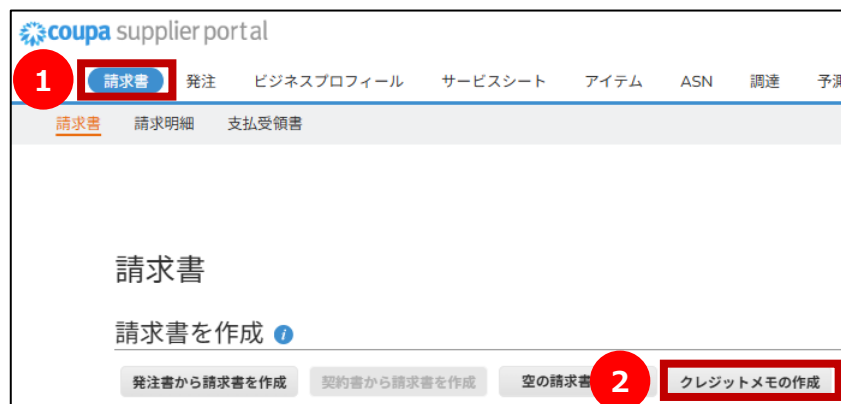 coupa supplier portal
1 請求書 発注 ビジネスプロフィール サービスシート アイテム ASN 調達
請求書 請求明細 支払受領書
請求書
請求書を作成 i
発注書から請求書を作成 契約書から請求書を作成 空の請求書 2 クレジットメモの作成